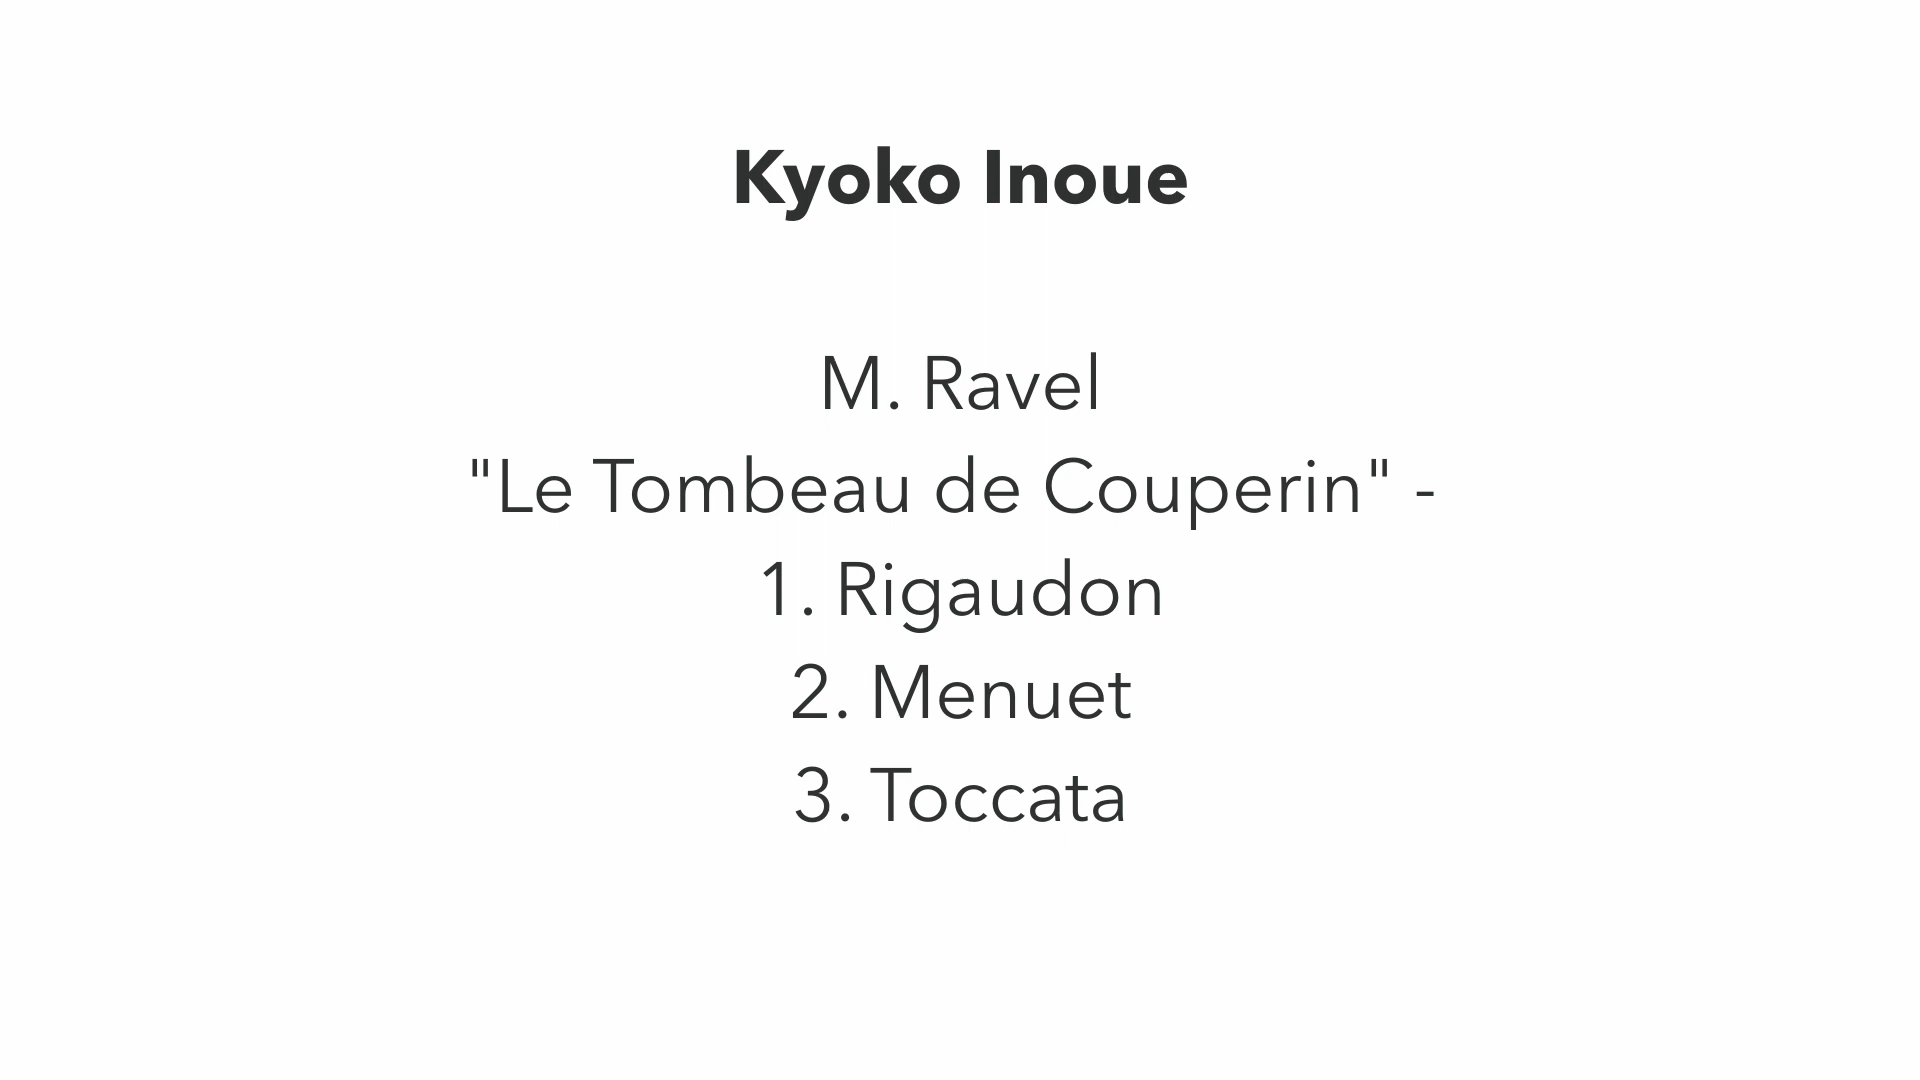 Kyoko Inoue
M. Ravel
"Le Tombeau de Couperin" -
1. Rigaudon
2. Menuet
3. Toccata